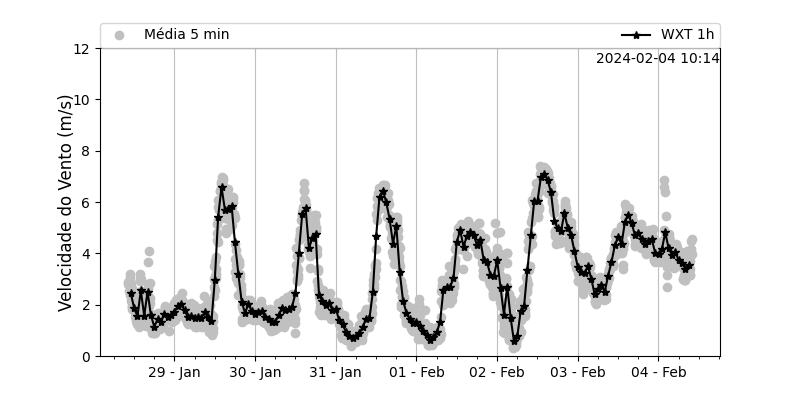 Média 5 min
WXT 1h
2024-02-04 10:14
Velocidade do Vento (m/s)
12
10
8
6
4
2
0
29 - Jan
30 - Jan
31 - Jan
01 - Feb
02 - Feb
03 - Feb
04 - Feb